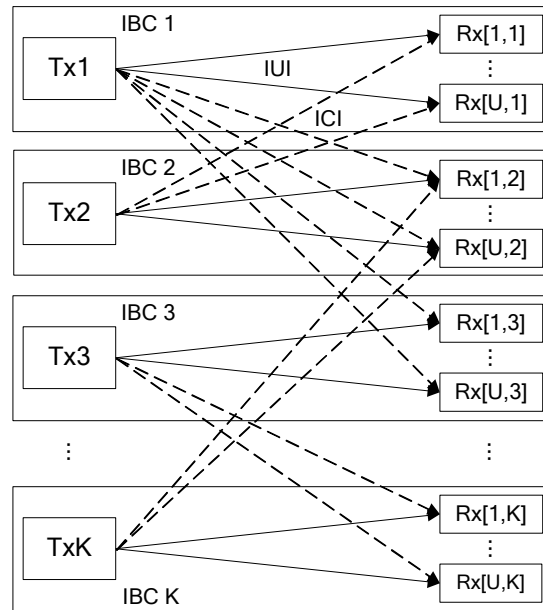 IBC 1
Tx1
IUI
ICI
Rx[1,1]
⋮
Rx[U,1]
IBC 2
Tx2
Rx[1,2]
⋮
Rx[U,2]
IBC 3
Tx3
Rx[1,3]
⋮
Rx[U,3]
⋮ ⋮
TxK
IBC K
Rx[1,K]
⋮
Rx[U,K]